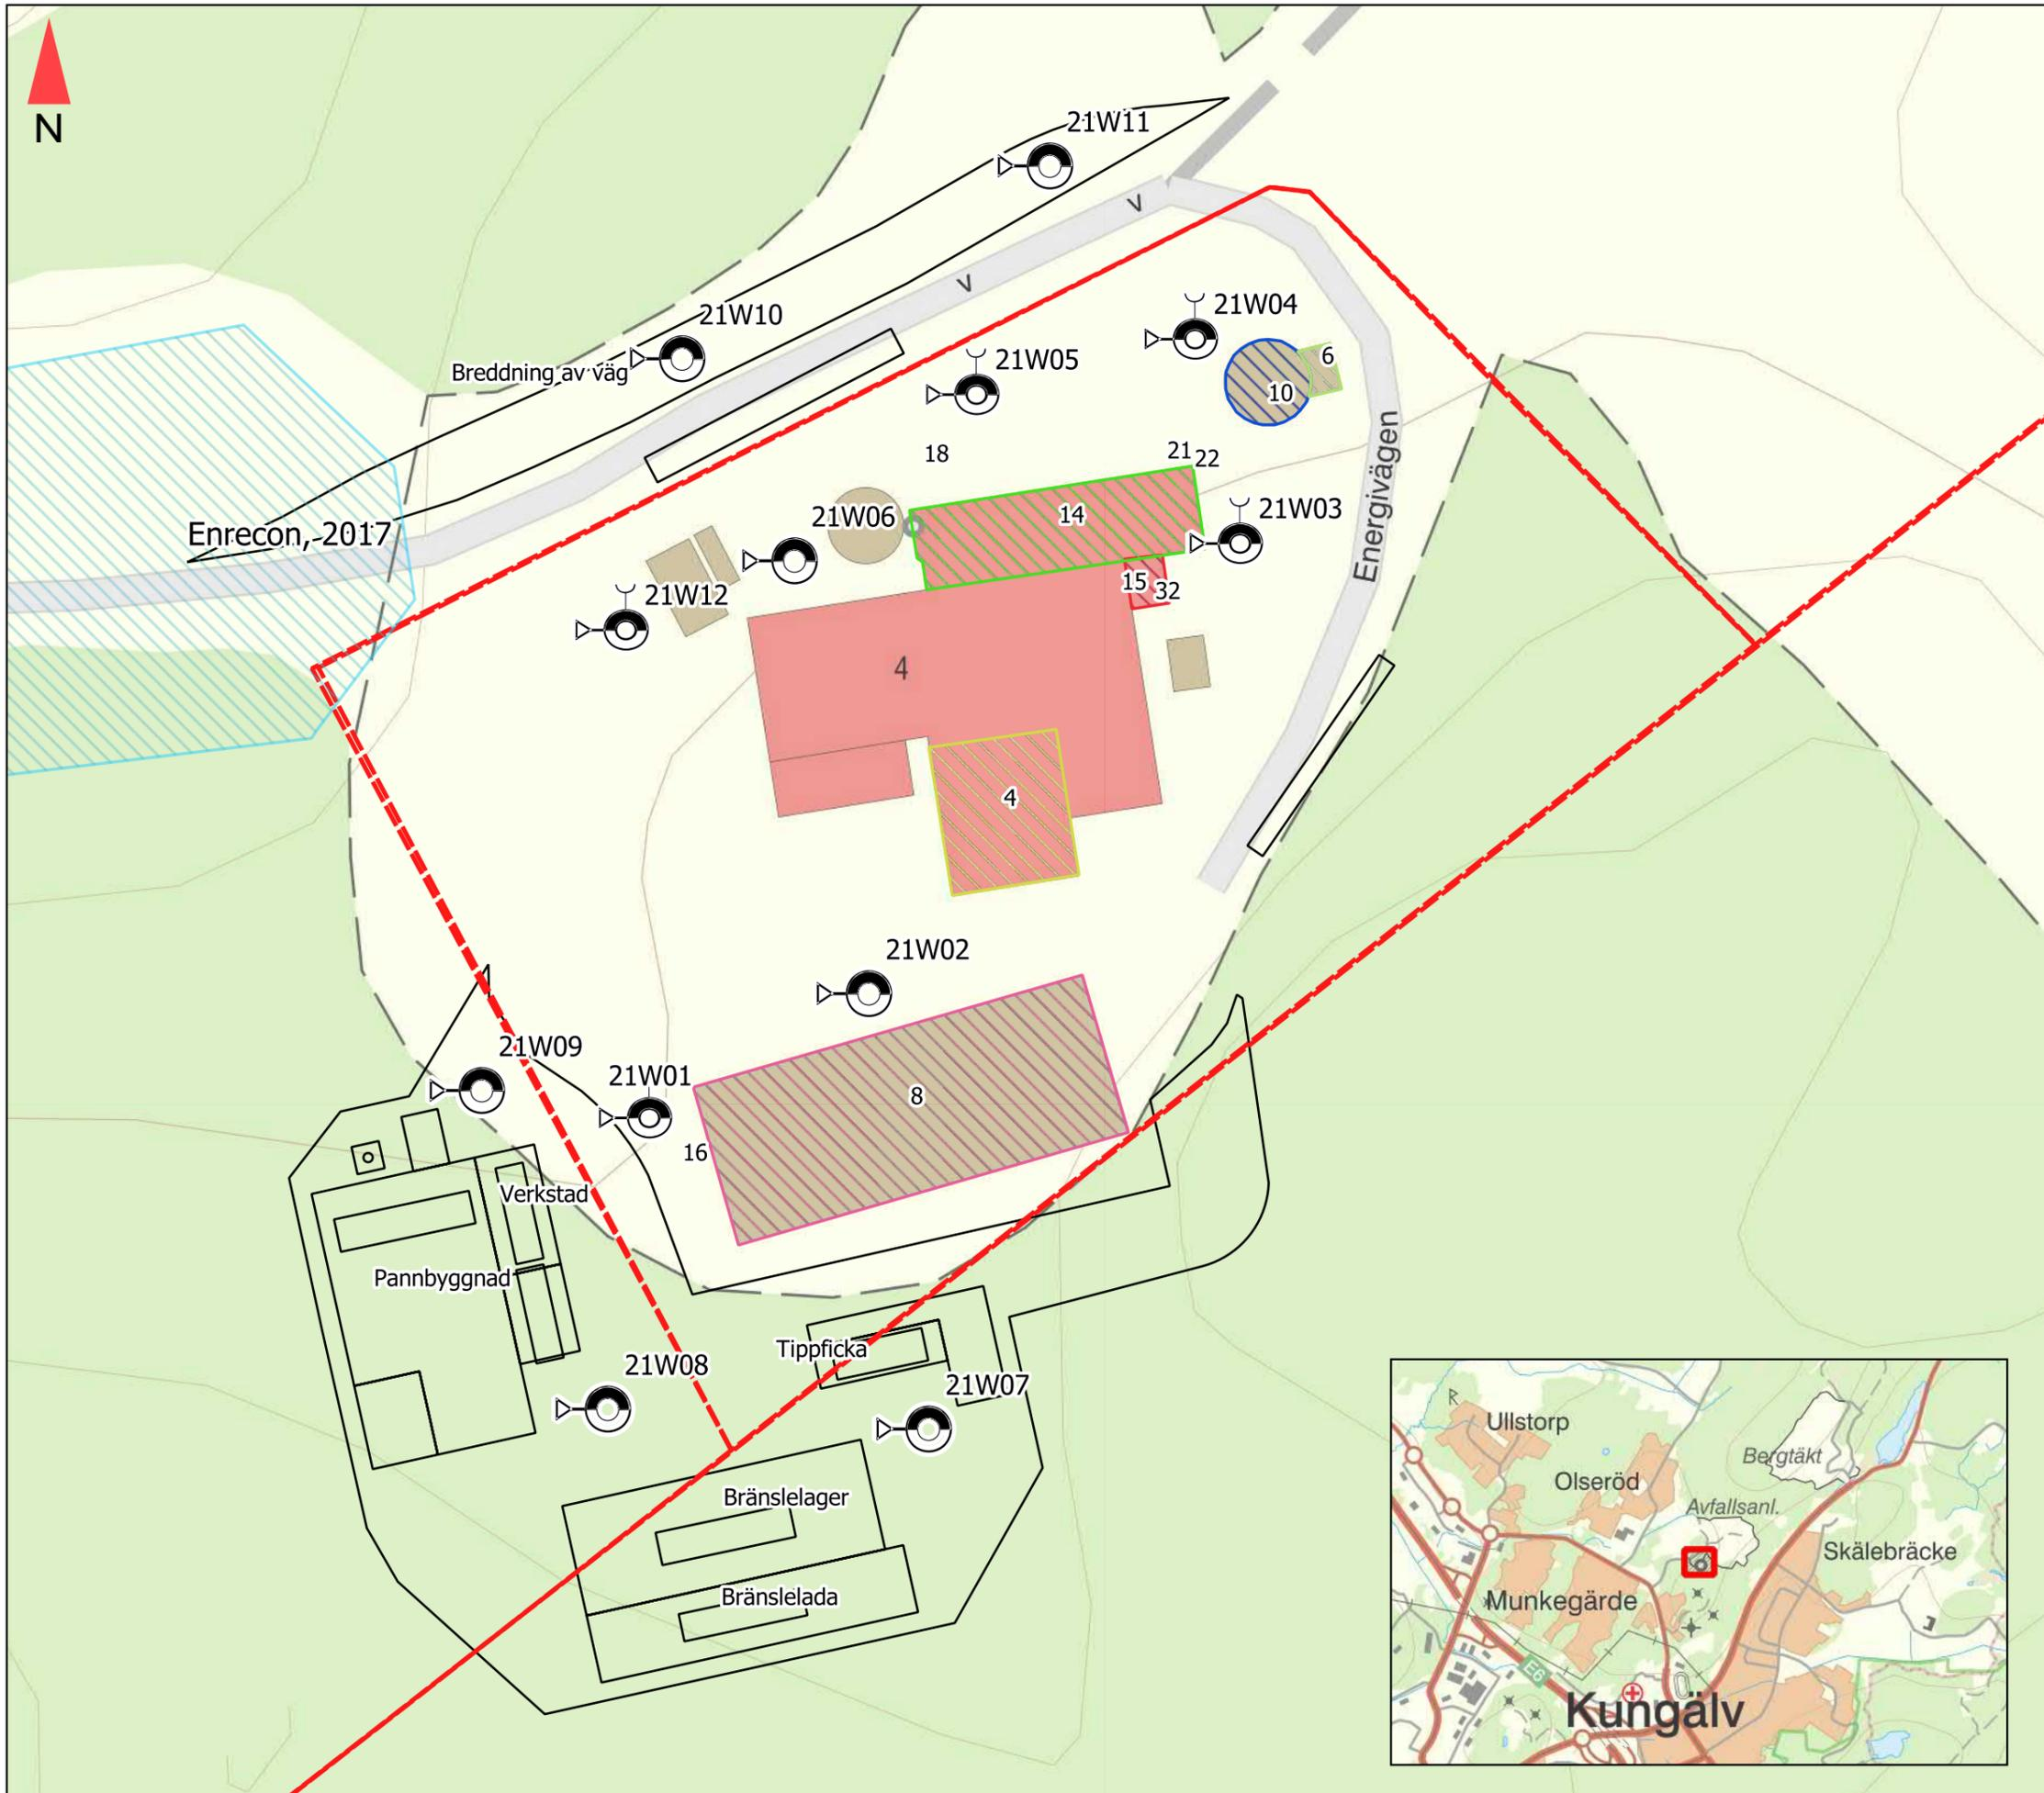 N
21W11
V
21W10
V
21W04
Breddning av väg
21W05
6
10
18
21
22
Energivägen
Enrecon, 2017
21W06
14
21W03
15
32
21W12
4
4
21W02
21W09
21W01
8
16
Verkstad
Pannbyggnad
Tippficka
21W08
21W07
Bränslelager
Bränslelada
R
Ullstorp
Bergtäkt
Olseröd
Avfallsanl.
Skälebräcke
Munkegärde
E6
Kungälv